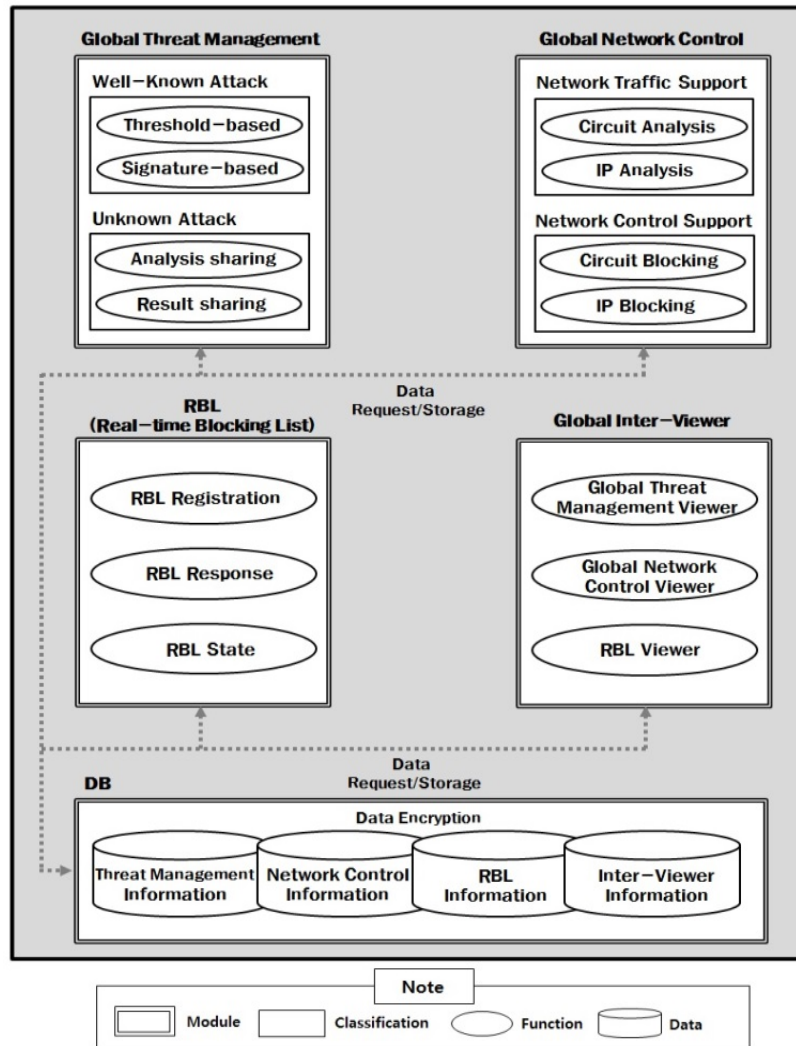 Global Threat Management
Well-Known Attack
Threshold-based
Signature-based
Unknown Attack
Analysis sharing
Result sharing
Global Network Control
Network Traffic Support
Circuit Analysis
IP Analysis
Network Control Support
Circuit Blocking
IP Blocking
Data
Request/Storage
RBL
(Real-time Blocking List)
RBL Registration
RBL Response
RBL State
Global Inter-Viewer
Global Threat
Management Viewer
Global Network
Control Viewer
RBL Viewer
Data
Request/Storage
DB
Data Encryption
Threat Management
Information
Network Control
Information
RBL
Information
Inter-Viewer
Information
Note
Module
Classification
Function
Data